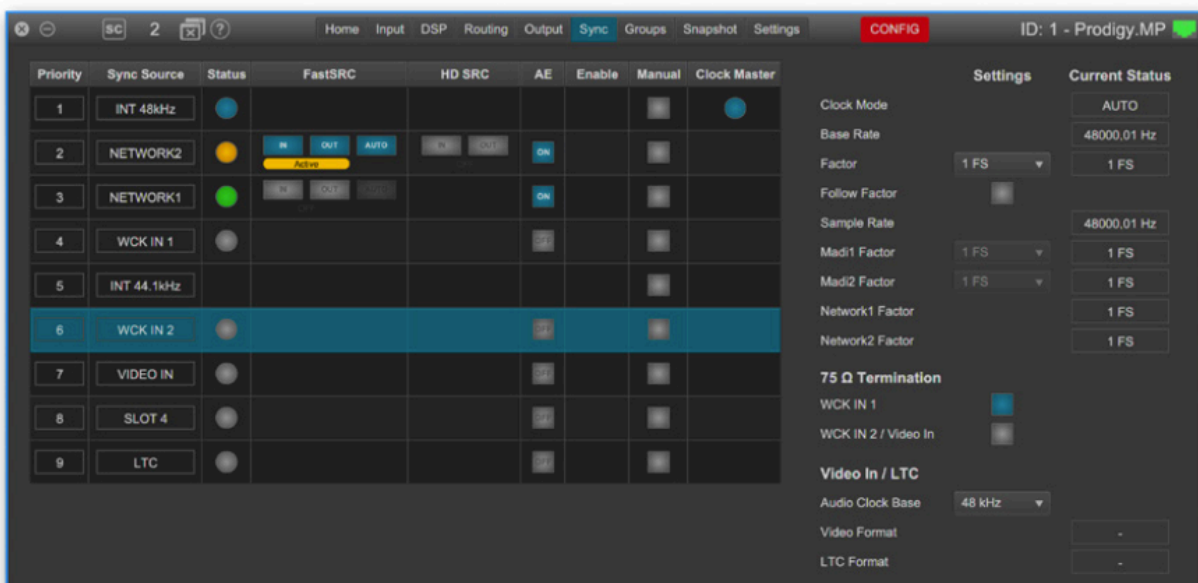 SC 2 ? Home Input DSP Routing Output Sync Groups Snapshot Settings CONFIG ID: 1 - Prodigy.MP
Priority Sync Source Status FastSRC HD SRC AE Enable Manual Clock Master
1 INT 48kHz
2 NETWORK2 IN OUT AUTO IN OUT ON
Active OFF
3 NETWORK1 IN OUT AUTO ON
OFF
4 WCK IN 1 OFF
5 INT 44.1kHz
6 WCK IN 2 OFF
7 VIDEO IN OFF
8 SLOT 4 OFF
9 LTC OFF
Settings Current Status
Clock Mode AUTO
Base Rate 48000,01 Hz
Factor 1 FS 1 FS
Follow Factor
Sample Rate 48000,01 Hz
Madi1 Factor 1 FS 1 FS
Madi2 Factor 1 FS 1 FS
Network1 Factor 1 FS
Network2 Factor 1 FS
75 Ω Termination
WCK IN 1
WCK IN 2 / Video In
Video In / LTC
Audio Clock Base 48 kHz
Video Format -
LTC Format -